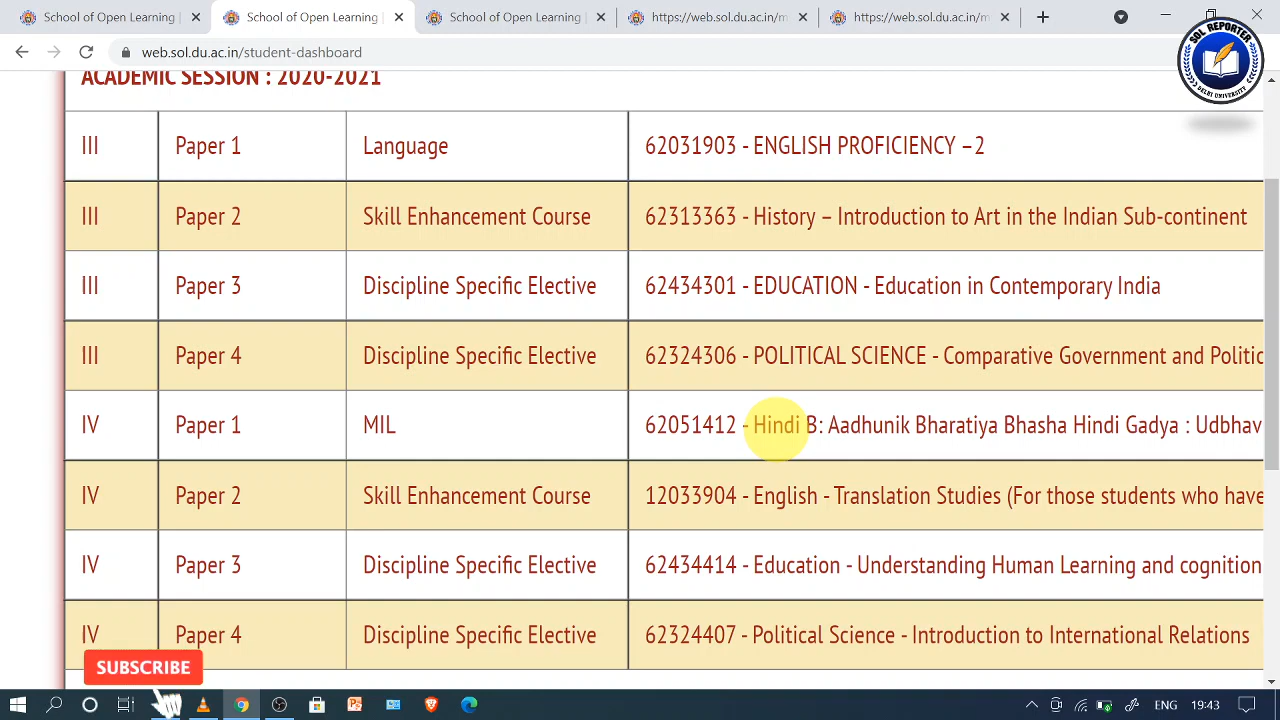 School of Open Learning
School of Open Learning
School of Open Learning
https://web.sol.du.ac.in/m
https://web.sol.du.ac.in/m
web.sol.du.ac.in/student-dashboard
SOL REPORTER
DELHI UNIVERSITY
ACADEMIC SESSION : 2020-2021
III Paper 1 Language 62031903 - ENGLISH PROFICIENCY –2
III Paper 2 Skill Enhancement Course 62313363 - History – Introduction to Art in the Indian Sub-continent
III Paper 3 Discipline Specific Elective 62434301 - EDUCATION - Education in Contemporary India
III Paper 4 Discipline Specific Elective 62324306 - POLITICAL SCIENCE - Comparative Government and Politic
IV Paper 1 MIL 62051412 - Hindi B: Aadhunik Bharatiya Bhasha Hindi Gadya : Udbhav
IV Paper 2 Skill Enhancement Course 12033904 - English - Translation Studies (For those students who have
IV Paper 3 Discipline Specific Elective 62434414 - Education - Understanding Human Learning and cognition
IV Paper 4 Discipline Specific Elective 62324407 - Political Science - Introduction to International Relations
SUBSCRIBE
ENG 19:43